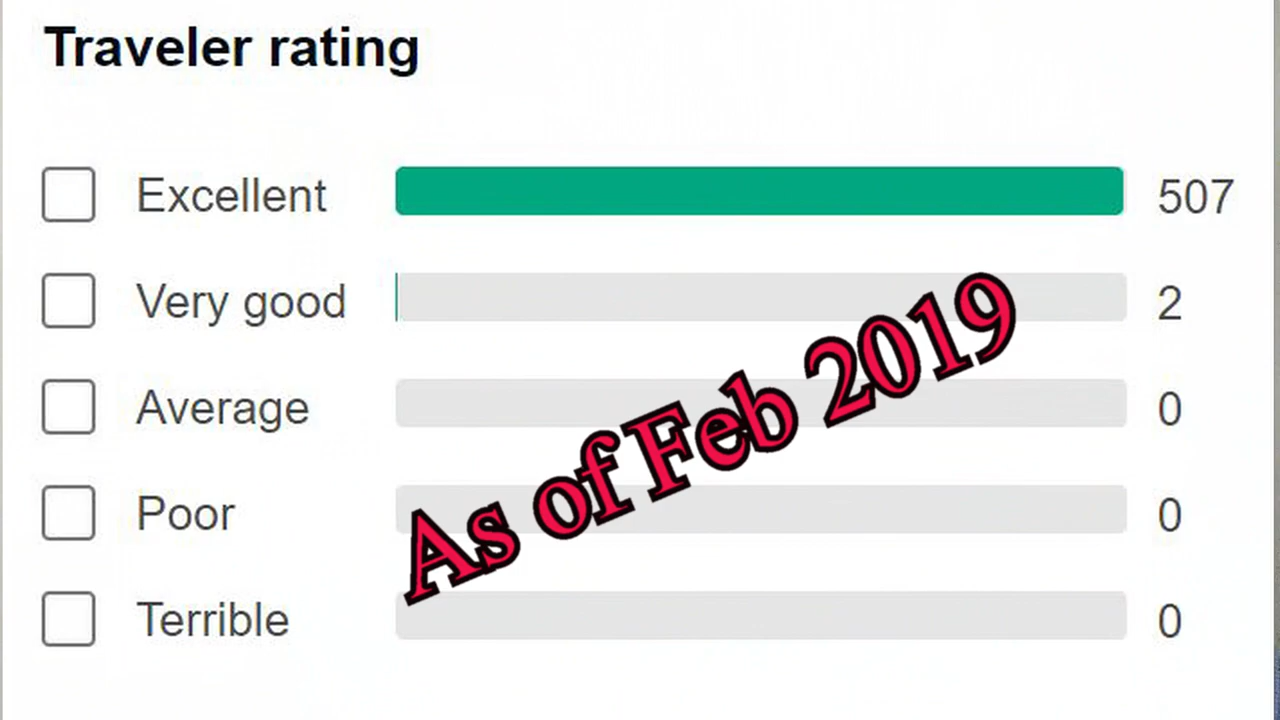 Traveler rating
Excellent 507
Very good 2
Average 0
Poor 0
Terrible 0
As of Feb 2019